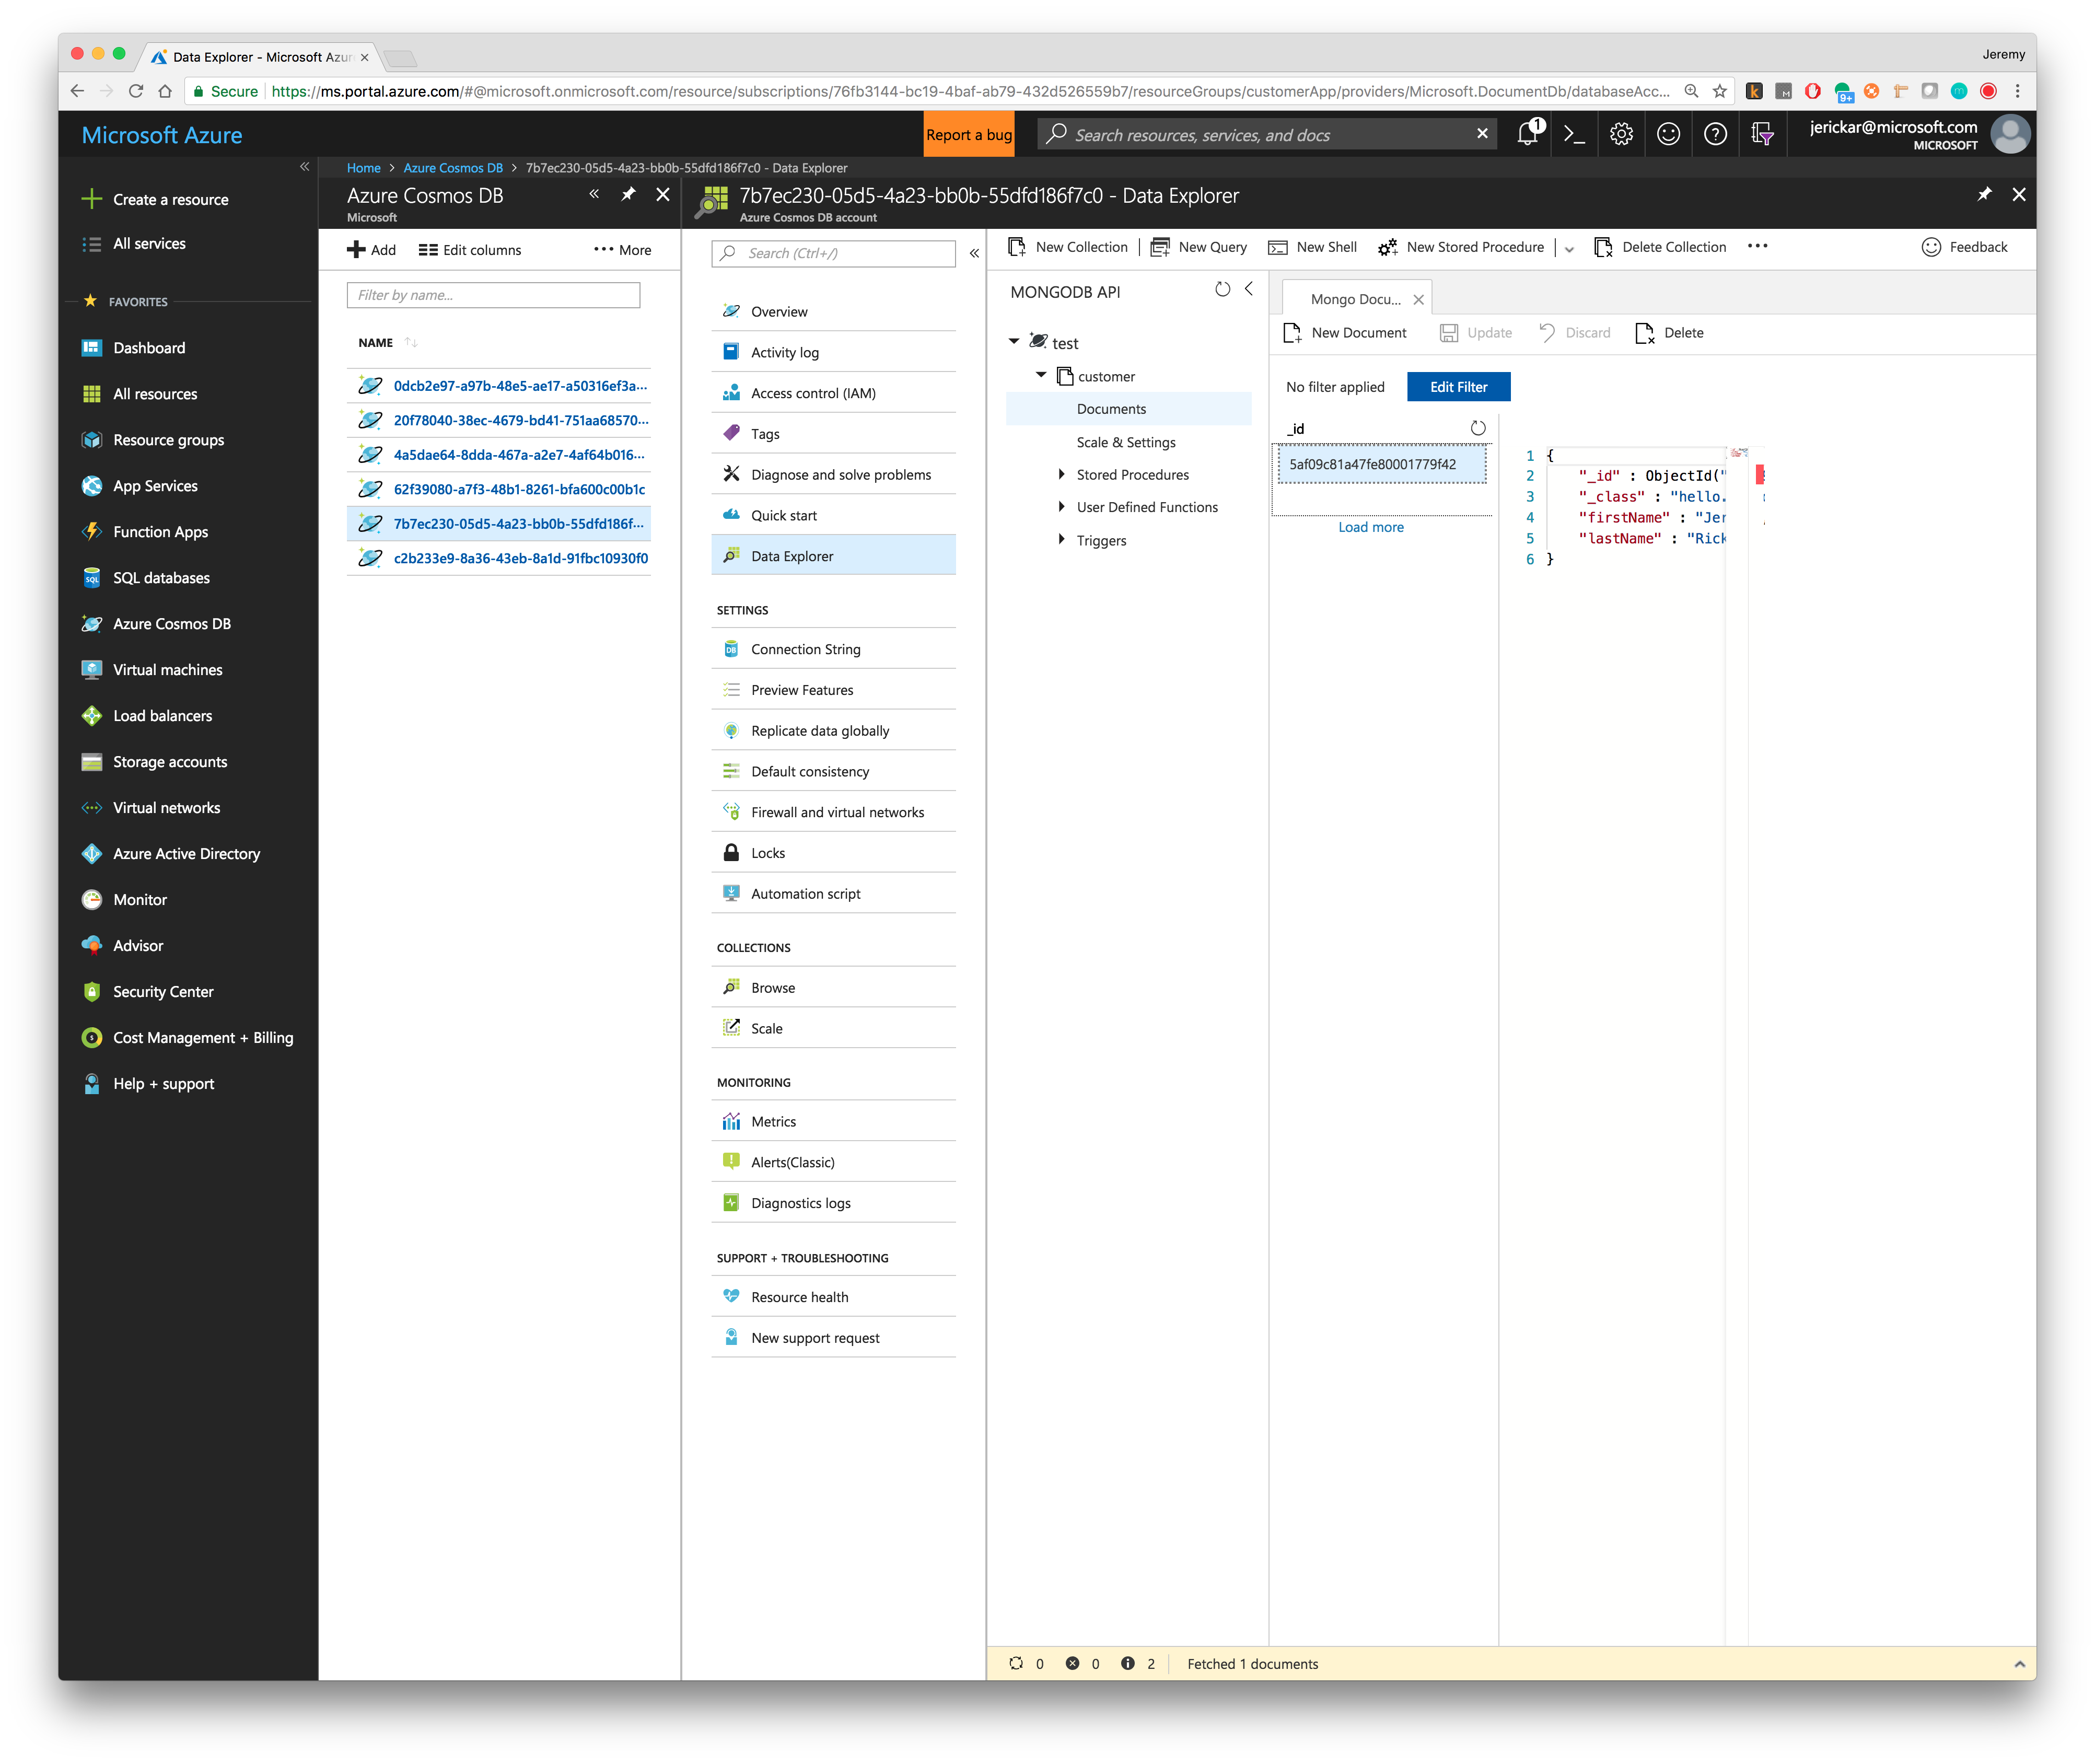 Data Explorer - Microsoft Azur
Jeremy
Secure https://ms.portal.azure.com/#@microsoft.onmicrosoft.com/resource/subscriptions/76fb3144-bc19-4baf-ab79-432d526559b7/resourceGroups/customerApp/providers/Microsoft.DocumentDb/databaseAcc...
9+
Microsoft Azure
Report a bug
Search resources, services, and docs
1
jerickar@microsoft.com
MICROSOFT
Home > Azure Cosmos DB > 7b7ec230-05d5-4a23-bb0b-55dfd186f7c0 - Data Explorer
Create a resource
All services
FAVORITES
Dashboard
All resources
Resource groups
App Services
Function Apps
SQL databases
Azure Cosmos DB
Virtual machines
Load balancers
Storage accounts
Virtual networks
Azure Active Directory
Monitor
Advisor
Security Center
Cost Management + Billing
Help + support
Azure Cosmos DB
Microsoft
Add Edit columns More
Filter by name...
NAME
0dcb2e97-a97b-48e5-ae17-a50316ef3a...
20f78040-38ec-4679-bd41-751aa68570...
4a5dae64-8dda-467a-a2e7-4af64b016...
62f39080-a7f3-48b1-8261-bfa600c00b1c
7b7ec230-05d5-4a23-bb0b-55dfd186f...
c2b233e9-8a36-43eb-8a1d-91fbc10930f0
7b7ec230-05d5-4a23-bb0b-55dfd186f7c0 - Data Explorer
Azure Cosmos DB account
Search (Ctrl+/)
Overview
Activity log
Access control (IAM)
Tags
Diagnose and solve problems
Quick start
Data Explorer
SETTINGS
Connection String
Preview Features
Replicate data globally
Default consistency
Firewall and virtual networks
Locks
Automation script
COLLECTIONS
Browse
Scale
MONITORING
Metrics
Alerts(Classic)
Diagnostics logs
SUPPORT + TROUBLESHOOTING
Resource health
New support request
New Collection New Query New Shell New Stored Procedure Delete Collection Feedback
MONGODB API
test
customer
Documents
Scale & Settings
Stored Procedures
User Defined Functions
Triggers
Mongo Docu...
New Document Update Discard Delete
No filter applied Edit Filter
_id
5af09c81a47fe80001779f42
Load more
1 {
2 "_id" : ObjectId("
3 "_class" : "hello.
4 "firstName" : "Jer
5 "lastName" : "Rick
6 }
0 0 2 Fetched 1 documents